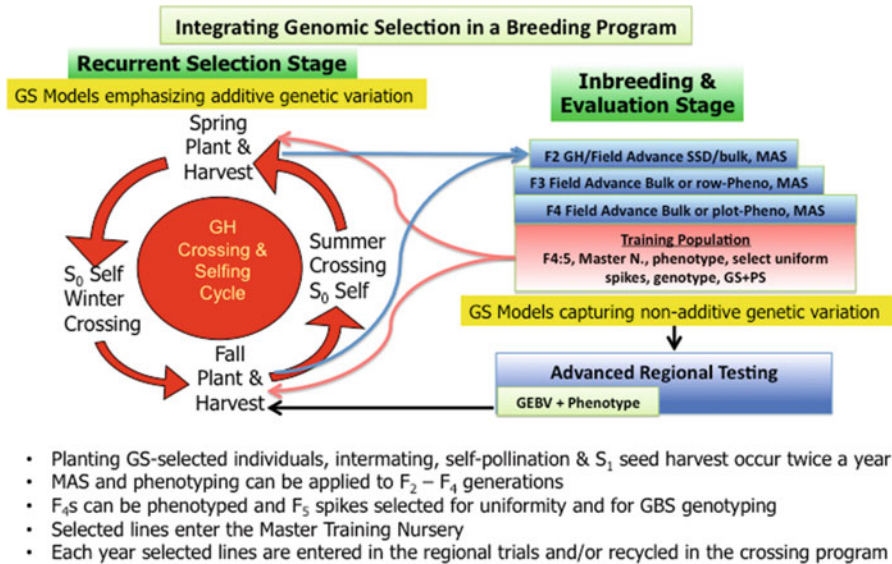 Integrating Genomic Selection in a Breeding Program
Recurrent Selection Stage
GS Models emphasizing additive genetic variation
Spring
Plant &
Harvest
GH
Crossing &
Selfing
Cycle
S₀ Self
Winter
Crossing
Summer
Crossing
S₀ Self
Fall
Plant &
Harvest
Inbreeding &
Evaluation Stage
F2 GH/Field Advance SSD/bulk, MAS
F3 Field Advance Bulk or row-Pheno, MAS
F4 Field Advance Bulk or plot-Pheno, MAS
Training Population
F4:5, Master N., phenotype, select uniform
spikes, genotype, GS+PS
GS Models capturing non-additive genetic variation
Advanced Regional Testing
GEBV + Phenotype
• Planting GS-selected individuals, intermating, self-pollination & S₁ seed harvest occur twice a year
• MAS and phenotyping can be applied to F₂ – F₄ generations
• F₄s can be phenotyped and F₅ spikes selected for uniformity and for GBS genotyping
• Selected lines enter the Master Training Nursery
• Each year selected lines are entered in the regional trials and/or recycled in the crossing program